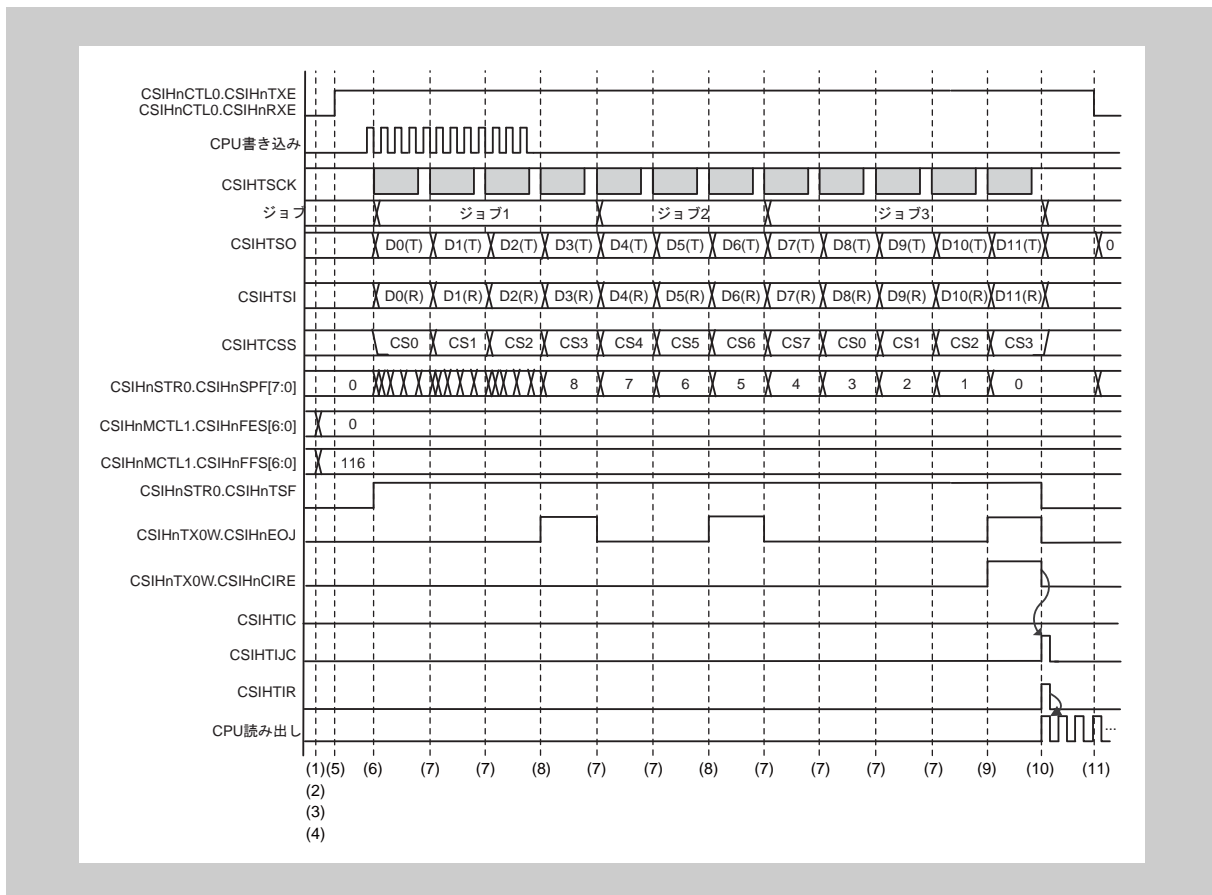 CSIHnCTL0.CSIHnTXE
CSIHnCTL0.CSIHnRXE
CPU書き込み
CSIHTSCK
ジョブ ジョブ1 ジョブ2 ジョブ3
CSIHTSO D0(T) D1(T) D2(T) D3(T) D4(T) D5(T) D6(T) D7(T) D8(T) D9(T) D10(T) D11(T) 0
CSIHTSI D0(R) D1(R) D2(R) D3(R) D4(R) D5(R) D6(R) D7(R) D8(R) D9(R) D10(R) D11(R)
CSIHTCSS CS0 CS1 CS2 CS3 CS4 CS5 CS6 CS7 CS0 CS1 CS2 CS3
CSIHnSTR0.CSIHnSPF[7:0] 0 8 7 6 5 4 3 2 1 0
CSIHnMCTL1.CSIHnFES[6:0] 0
CSIHnMCTL1.CSIHnFFS[6:0] 116
CSIHnSTR0.CSIHnTSF
CSIHnTX0W.CSIHnEOJ
CSIHnTX0W.CSIHnCIRE
CSIHTIC
CSIHTIJC
CSIHTIR
CPU読み出し ...
(1)(5) (6) (7) (7) (8) (7) (7) (8) (7) (7) (7) (7) (9) (10) (11)
(2)
(3)
(4)